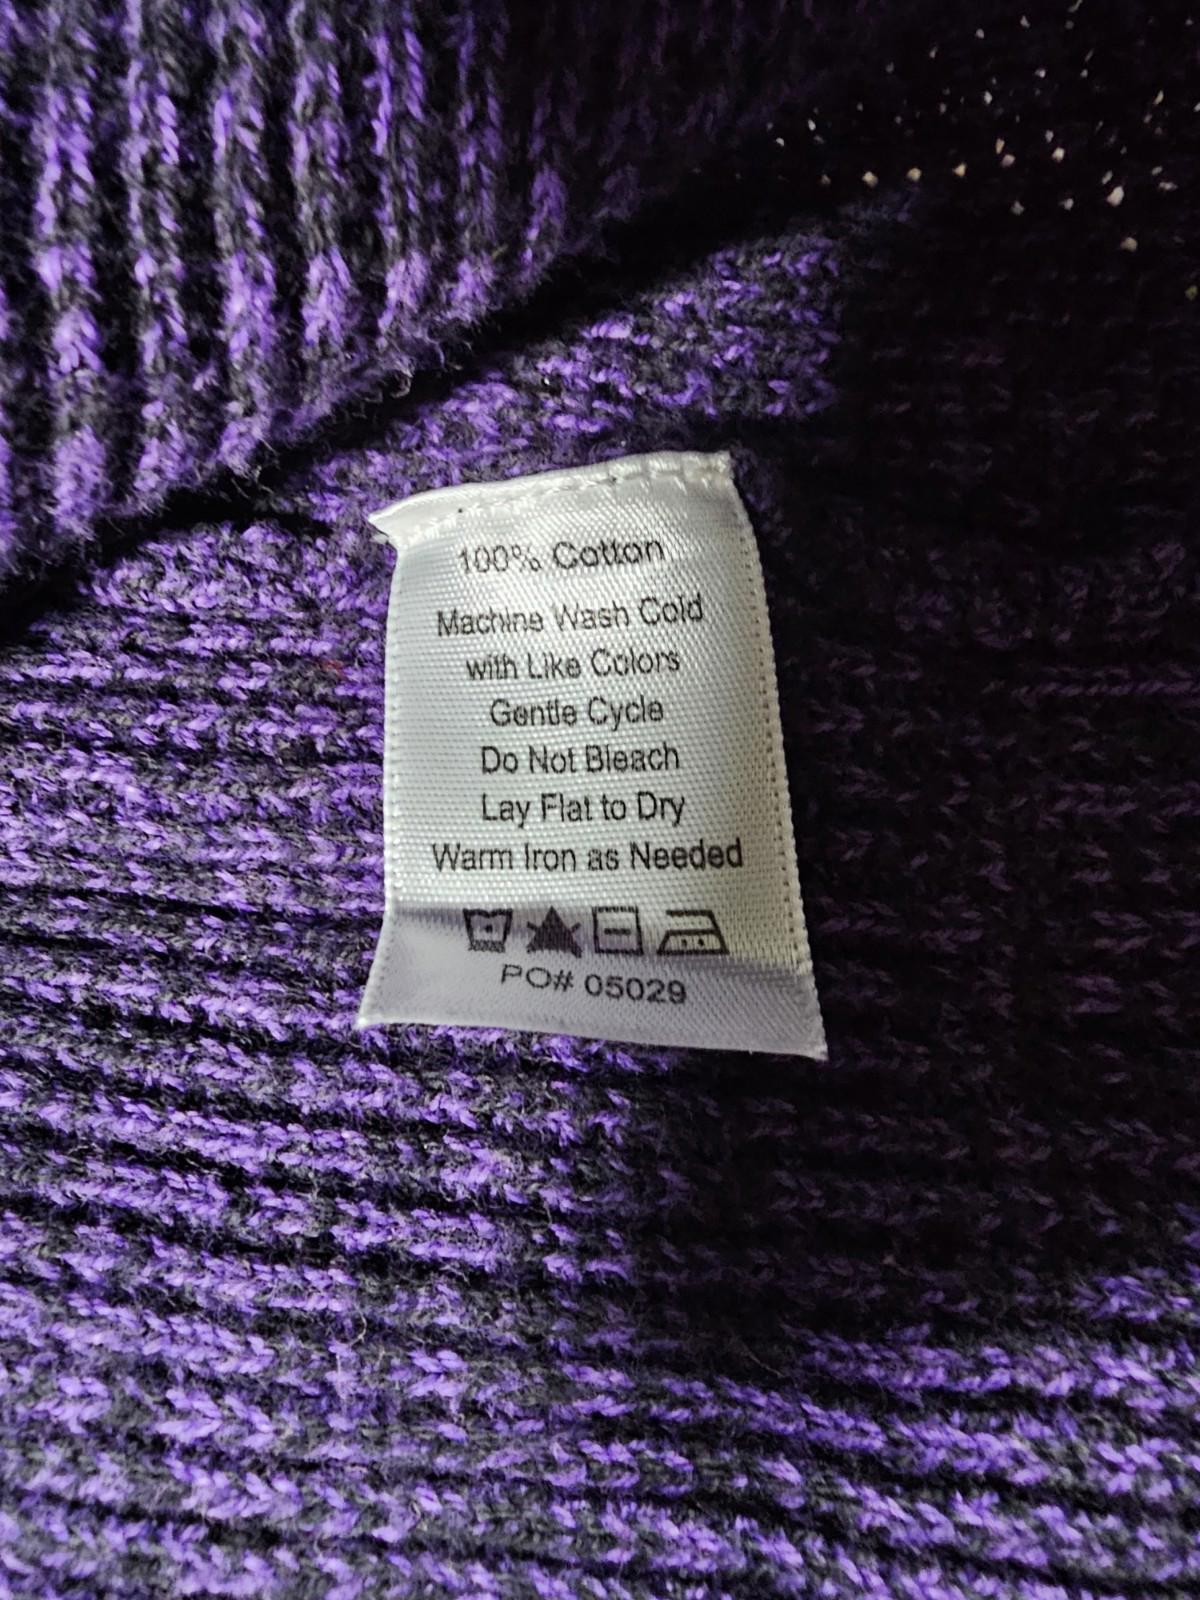 100% Cotton
Machine Wash Cold
with Like Colors
Gentle Cycle
Do Not Bleach
Lay Flat to Dry
Warm Iron as Needed
PO# 05029